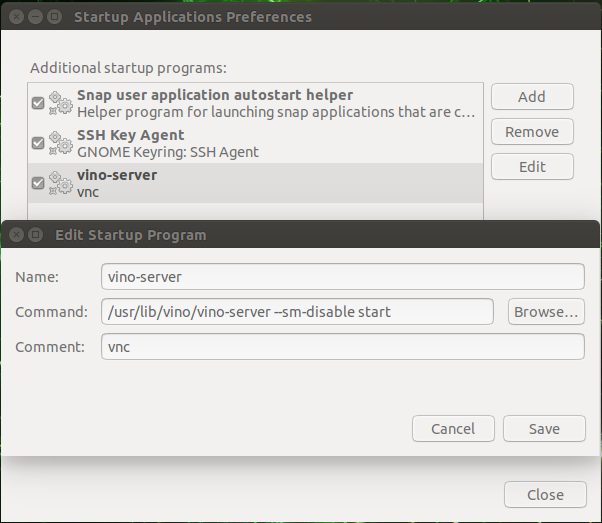 Startup Applications Preferences
Additional startup programs:
Snap user application autostart helper
Helper program for launching snap applications that are c...
SSH Key Agent
GNOME Keyring: SSH Agent
vino-server
vnc
Add
Remove
Edit
Edit Startup Program
Name: vino-server
Command: /usr/lib/vino/vino-server --sm-disable start Browse...
Comment: vnc
Cancel Save
Close